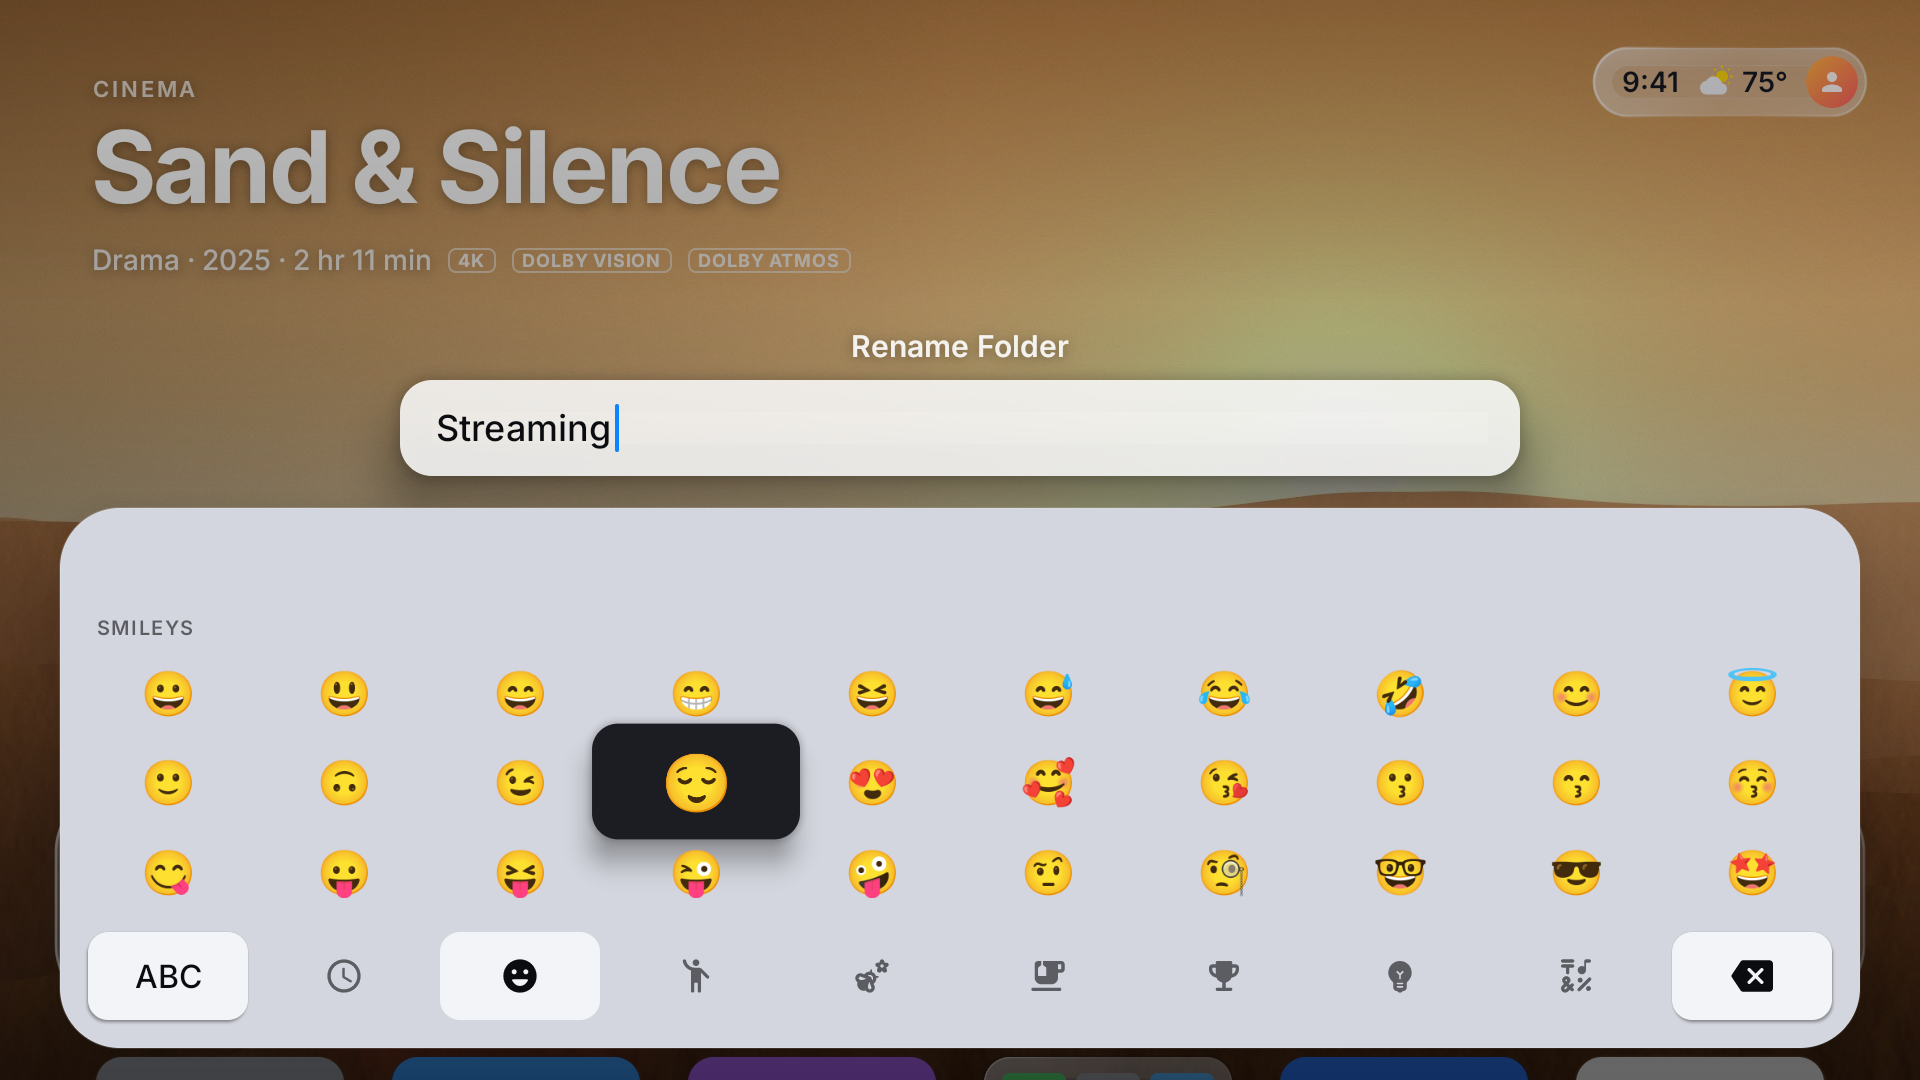 CINEMA
9:41 75°
Sand & Silence
Drama · 2025 · 2 hr 11 min 4K DOLBY VISION DOLBY ATMOS
Rename Folder
Streaming
SMILEYS
ABC